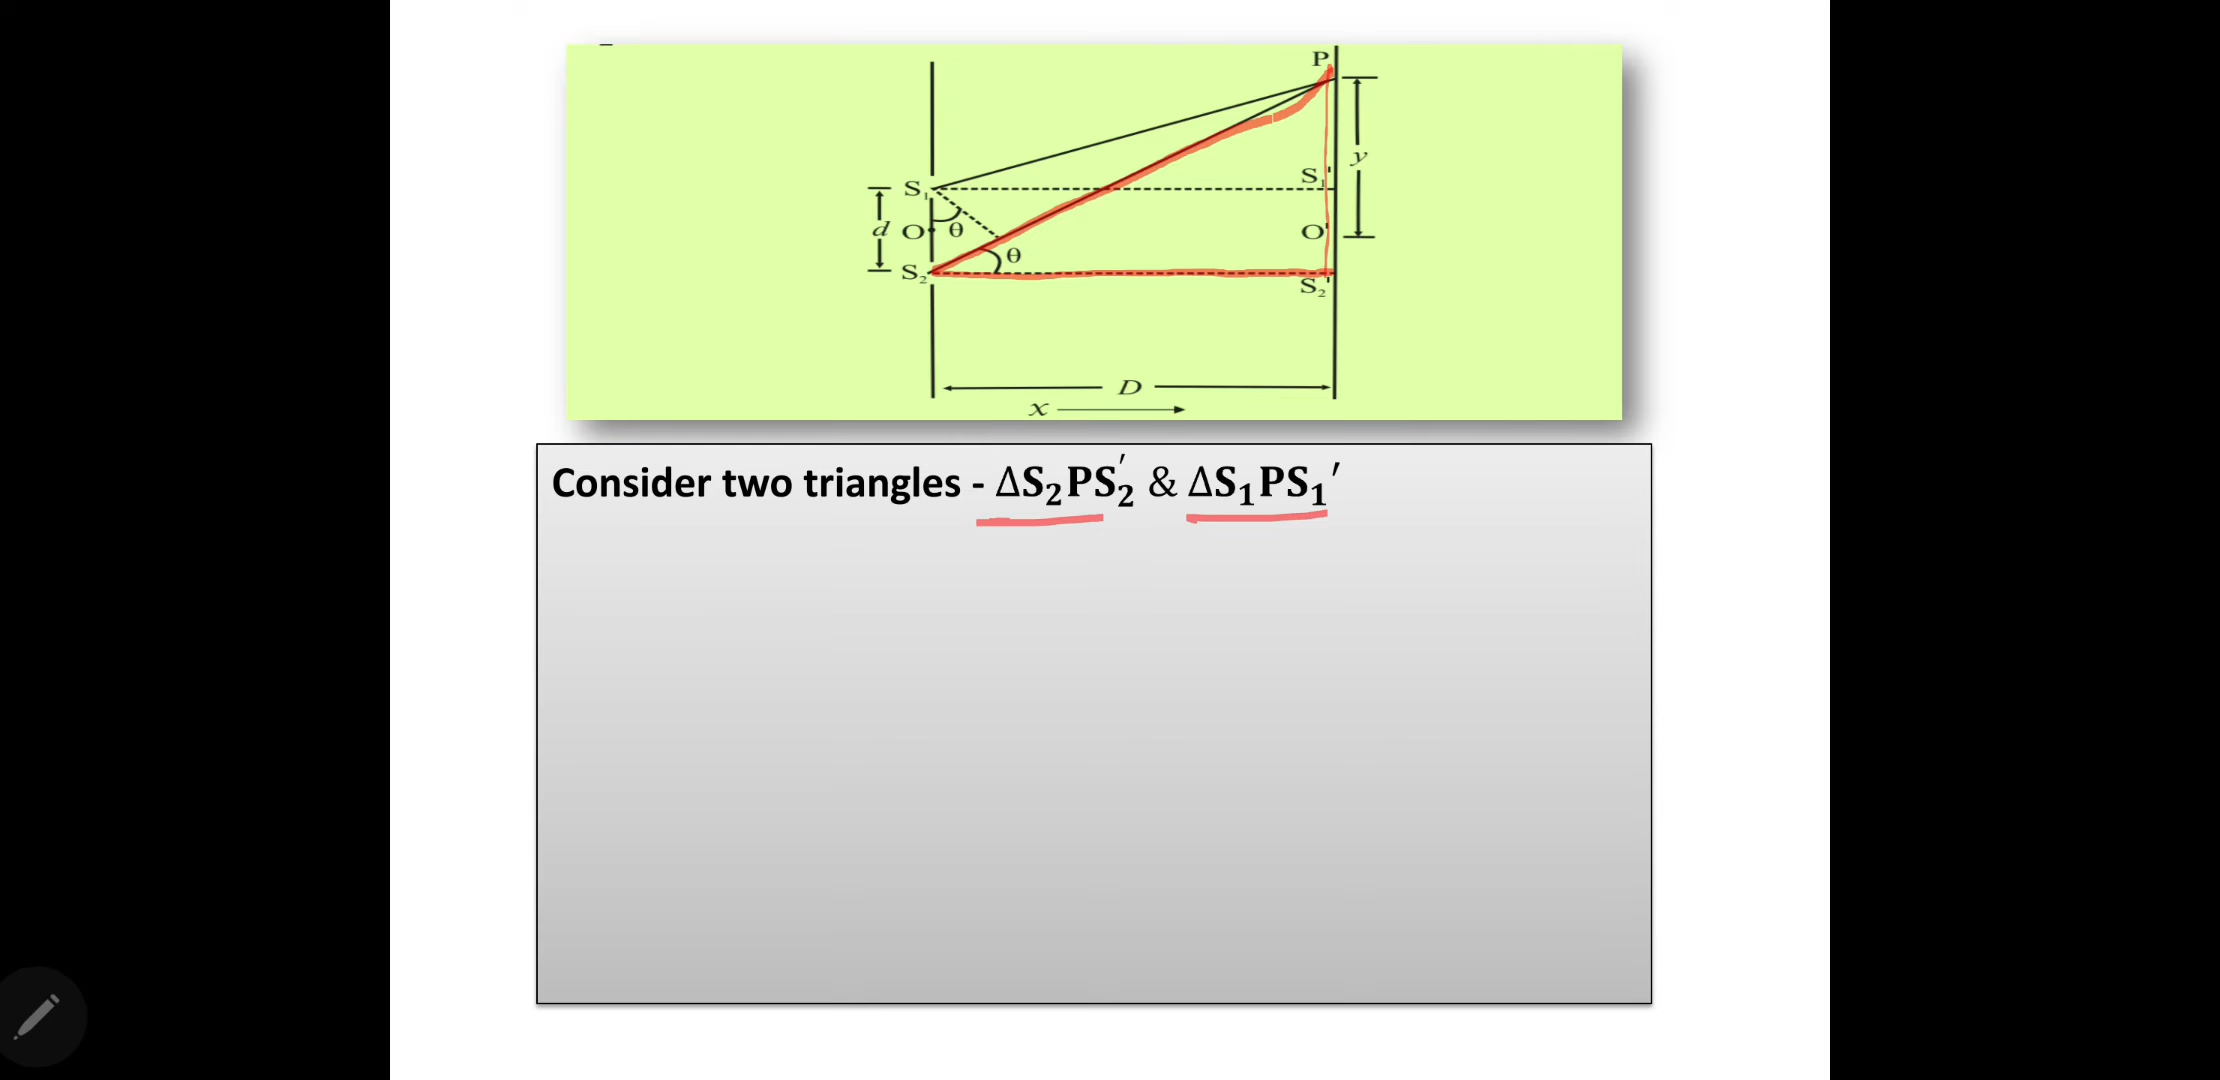 P
y
S₁ S₁'
d O θ O'
S₂ θ S₂'
D
x
Consider two triangles - ΔS₂PS₂′ & ΔS₁PS₁′